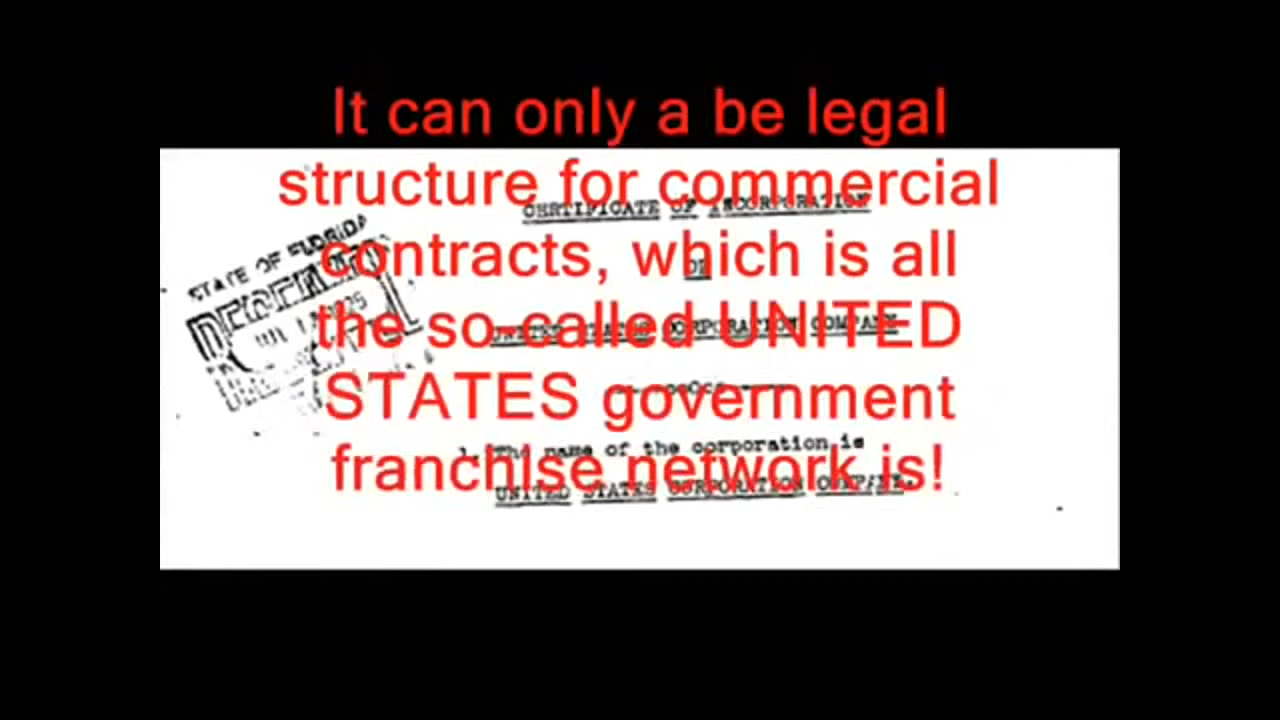 It can only a be legal
structure for commercial
contracts, which is all
the so-called UNITED
STATES government
franchise network is!
STATE OF FLORIDA
CERTIFICATE OF INCORPORATION
OF
UNITED STATES CORPORATION COMPANY
1. The name of the corporation is
UNITED STATES CORPORATION COMPANY.